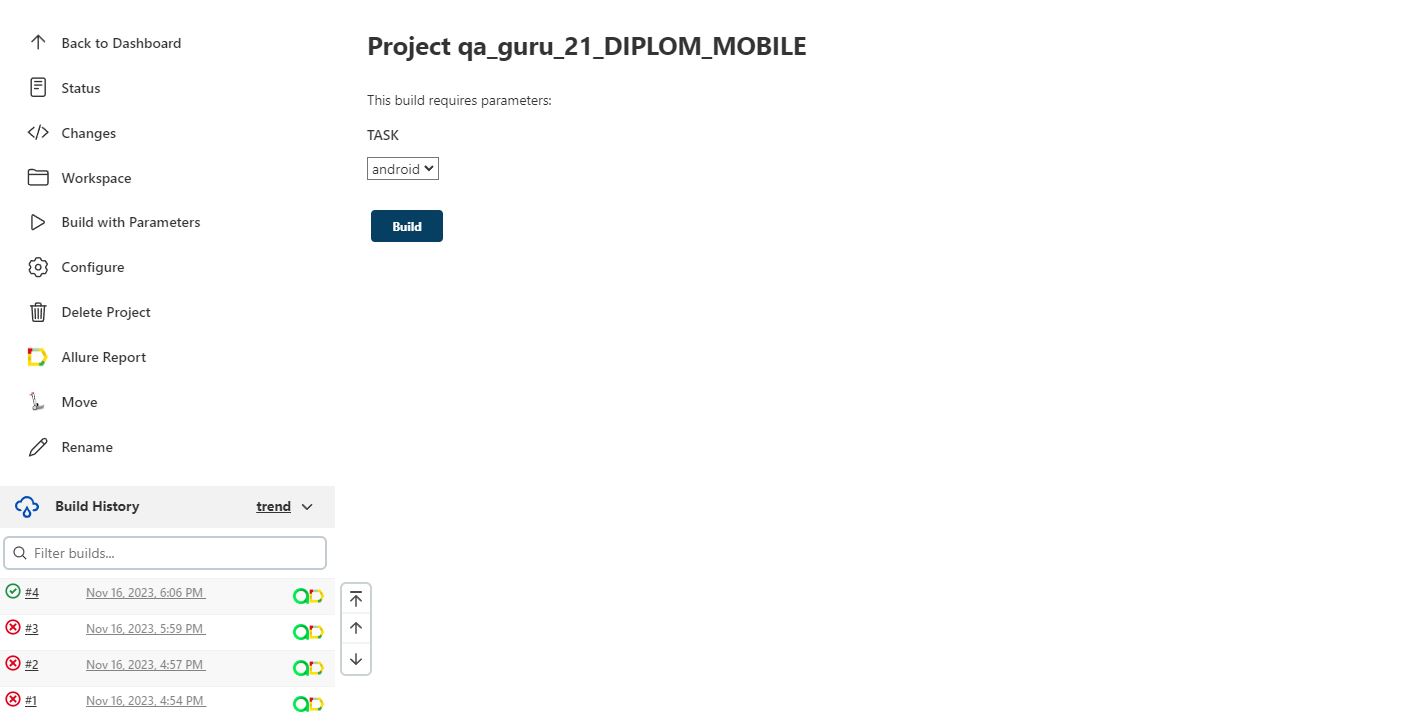 Back to Dashboard
Status
Changes
Workspace
Build with Parameters
Configure
Delete Project
Allure Report
Move
Rename
Build History trend
Filter builds...
#4 Nov 16, 2023, 6:06 PM
#3 Nov 16, 2023, 5:59 PM
#2 Nov 16, 2023, 4:57 PM
#1 Nov 16, 2023, 4:54 PM
Project qa_guru_21_DIPLOM_MOBILE
This build requires parameters:
TASK
android
Build